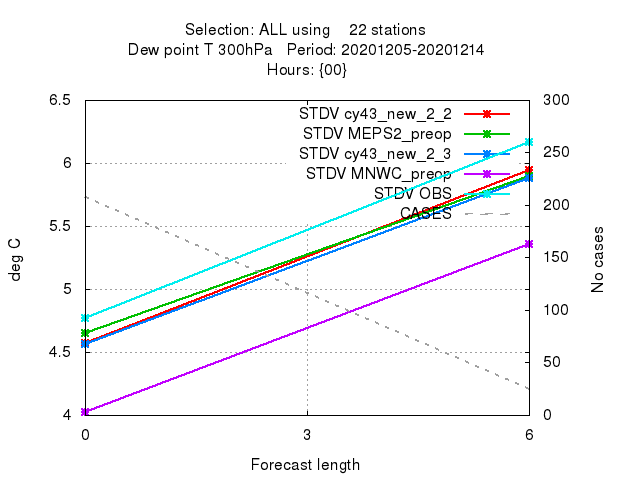 Selection: ALL using    22 stations
Dew point T 300hPa   Period: 20201205-20201214
Hours: {00}
6.5
6
5.5
5
4.5
4
deg C
STDV cy43_new_2_2
STDV MEPS2_preop
STDV cy43_new_2_3
STDV MNWC_preop
STDV OBS
CASES
300
250
200
150
100
50
0
No cases
0 3 6
Forecast length